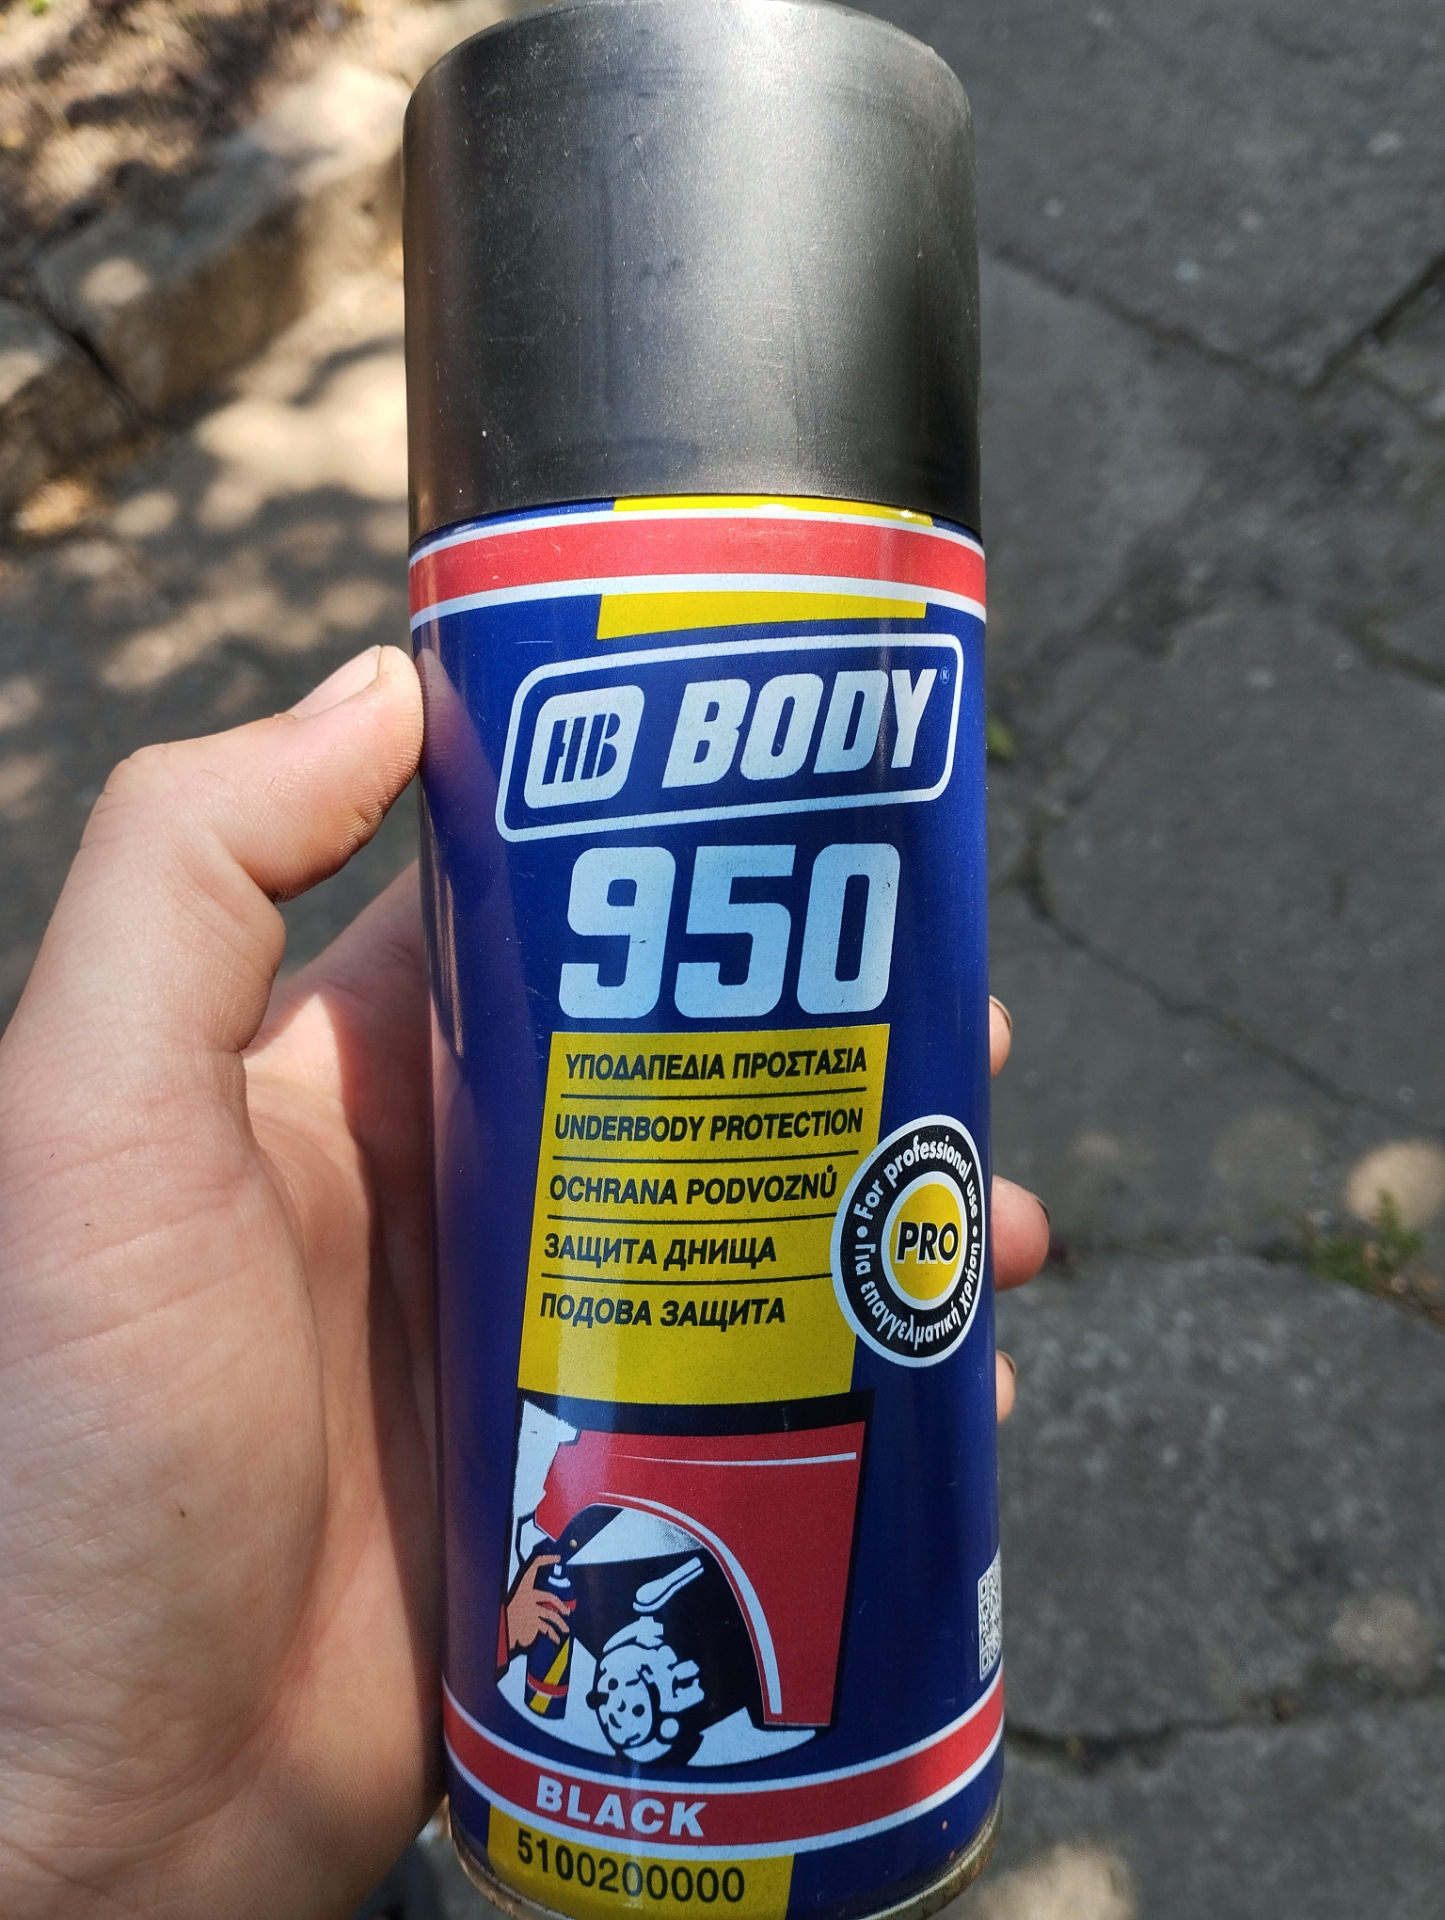 HB BODY®
950
ΥΠΟΔΑΠΕΔΙΑ ΠΡΟΣΤΑΣΙΑ
UNDERBODY PROTECTION
OCHRANA PODVOZNŮ
ЗАЩИТА ДНИЩА
ПОДОВА ЗАЩИТА
• For professional use •
PRO
Για επαγγελματική χρήση
BLACK
5100200000